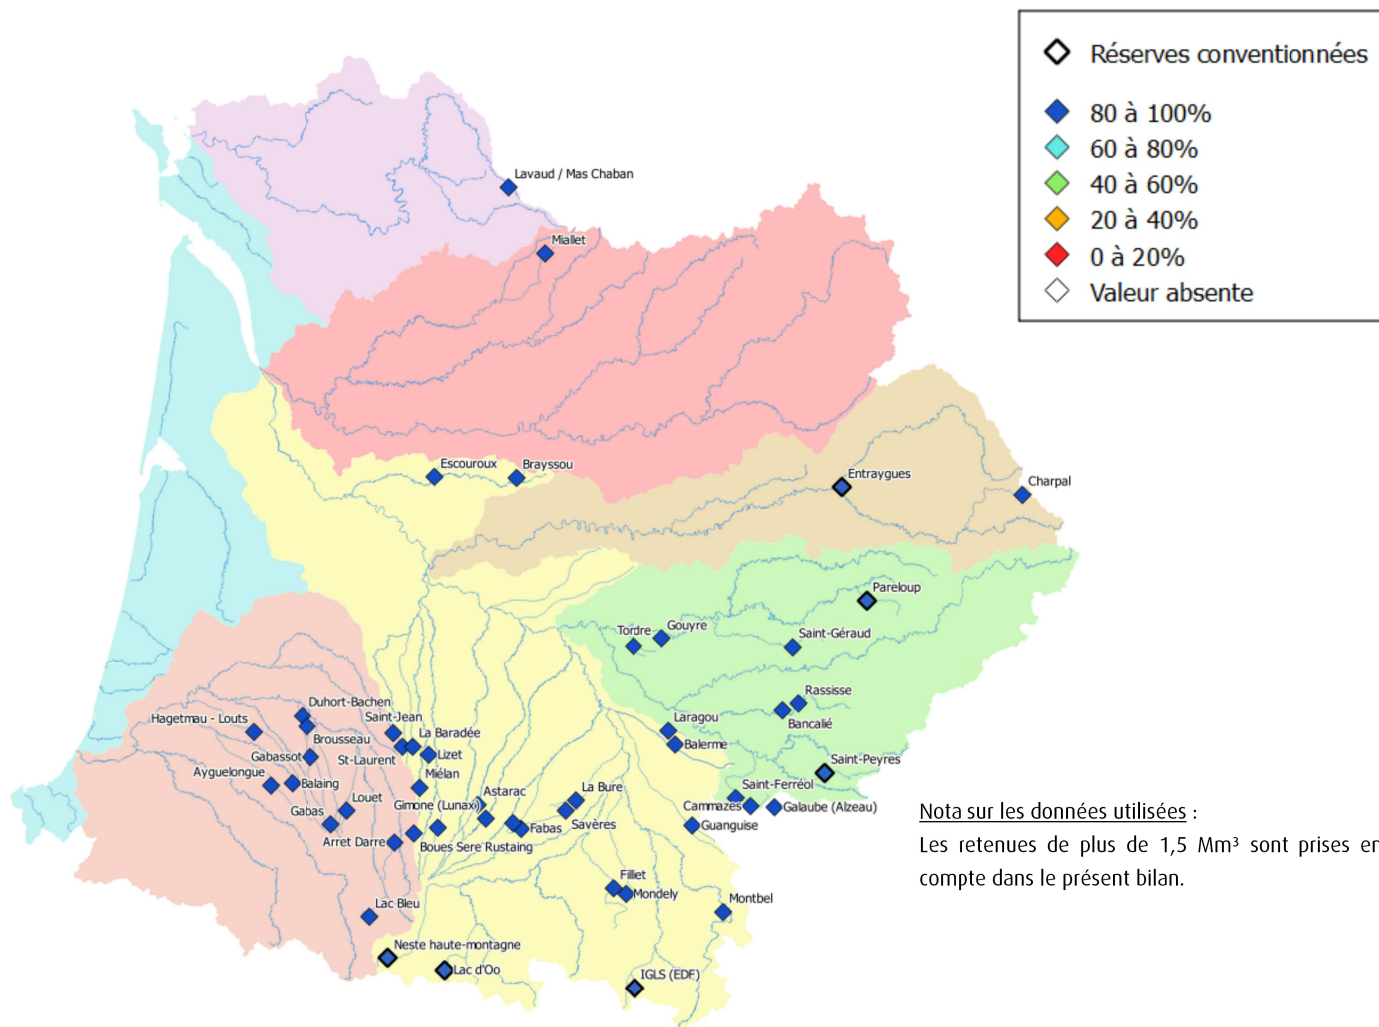 Réserves conventionnées
80 à 100%
60 à 80%
40 à 60%
20 à 40%
0 à 20%
Valeur absente
Lavaud / Mas Chaban
Miallet
Escouroux
Brayssou
Entraygues
Charpal
Pareloup
Tordre
Gouyre
Saint-Géraud
Rassisse
Bancalié
Duhort-Bachen
Hagetmau - Louts
Saint-Jean
Brousseau
La Baradée
Laragou
Balerme
Gabassot
St-Laurent
Lizet
Saint-Peyres
Ayguelongue
Balaing
Miélan
Saint-Ferréol
Louet
Gimone (Lunax)
Astarac
La Bure
Cammazes
Galaube (Alzeau)
Gabas
Fabas
Savères
Guanguise
Arret Darre
Boues Sere Rustaing
Fillet
Mondely
Montbel
Lac Bleu
Neste haute-montagne
Lac d'Oo
IGLS (EDF)
Nota sur les données utilisées :
Les retenues de plus de 1,5 Mm³ sont prises en
compte dans le présent bilan.